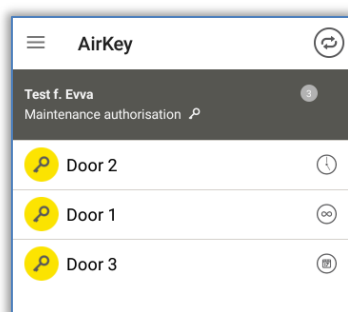 AirKey
Test f. Evva
3
Maintenance authorisation
Door 2
Door 1
Door 3